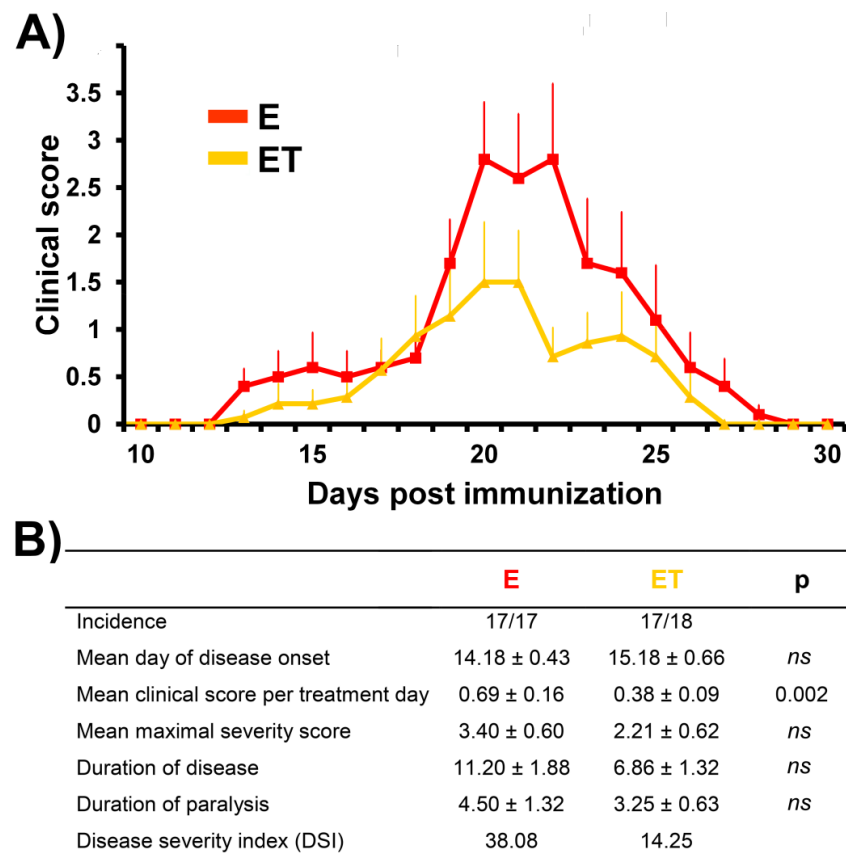 A)
3.5
3
2.5
2
1.5
1
0.5
0
Clinical score
E
ET
10 15 20 25 30
Days post immunization
B)
E ET p
Incidence 17/17 17/18
Mean day of disease onset 14.18 ± 0.43 15.18 ± 0.66 ns
Mean clinical score per treatment day 0.69 ± 0.16 0.38 ± 0.09 0.002
Mean maximal severity score 3.40 ± 0.60 2.21 ± 0.62 ns
Duration of disease 11.20 ± 1.88 6.86 ± 1.32 ns
Duration of paralysis 4.50 ± 1.32 3.25 ± 0.63 ns
Disease severity index (DSI) 38.08 14.25